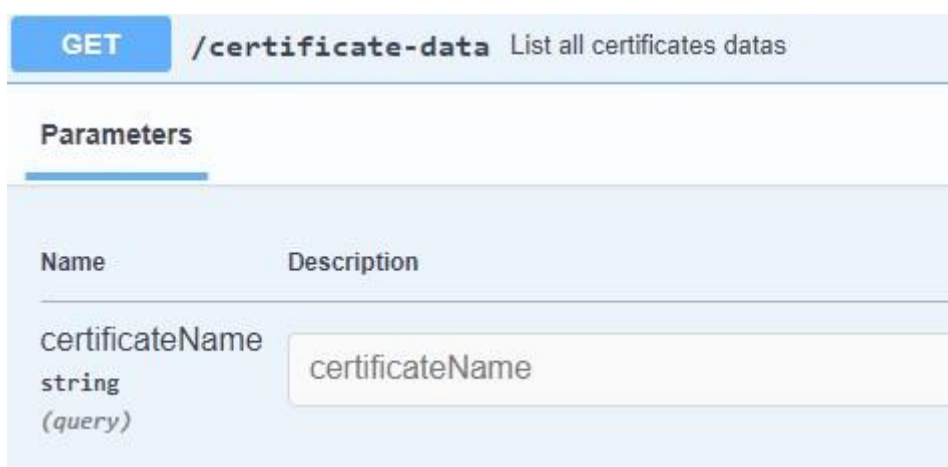 GET /certificate-data List all certificates datas
Parameters
Name Description
certificateName
string
(query)
certificateName